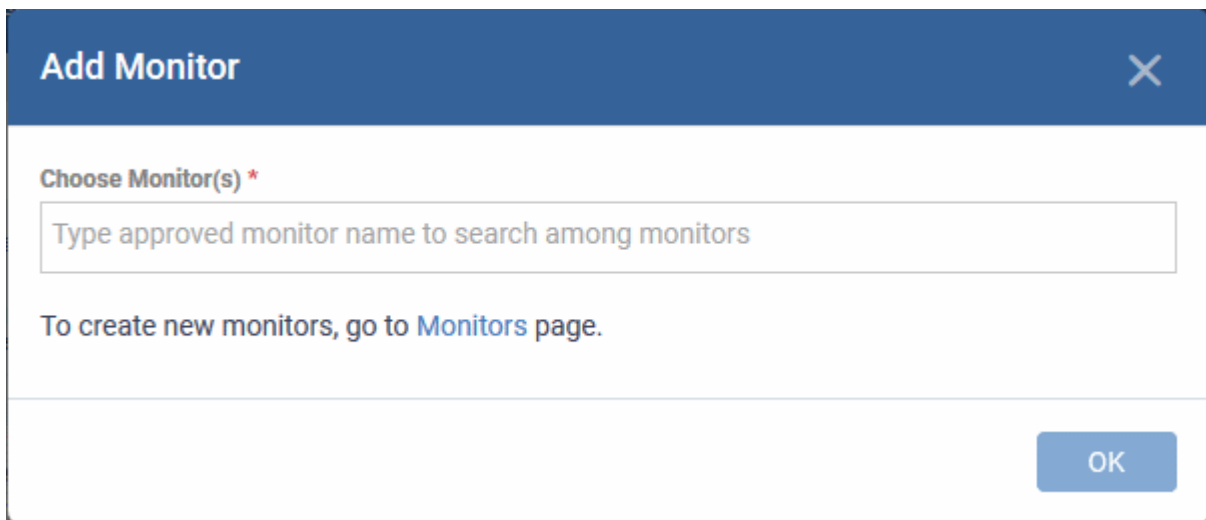 Add Monitor
Choose Monitor(s) *
Type approved monitor name to search among monitors
To create new monitors, go to Monitors page.
OK